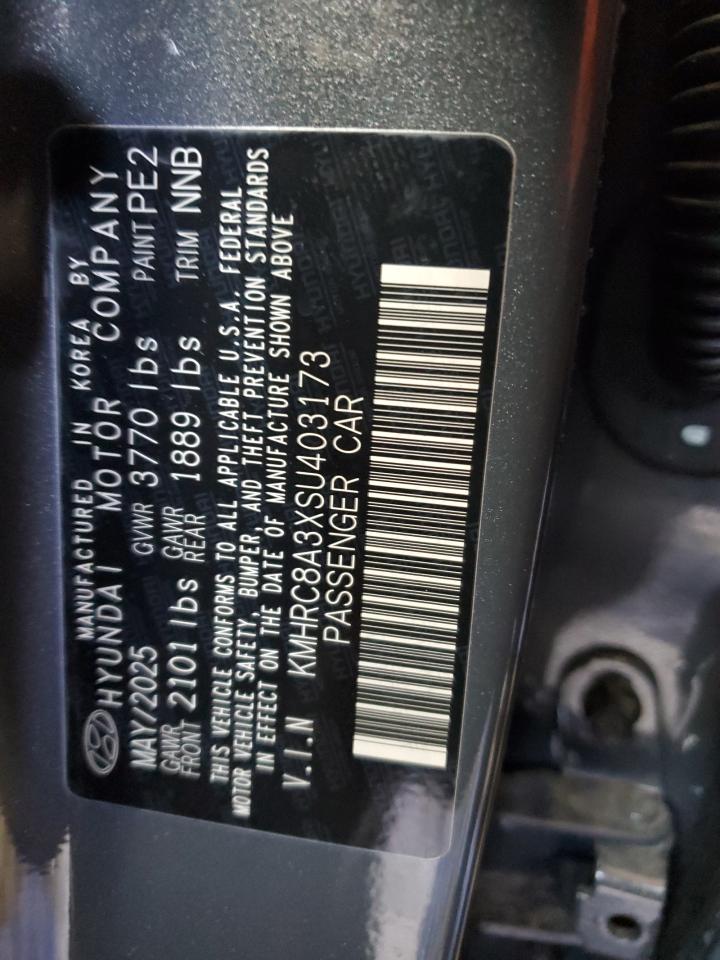 MANUFACTURED IN KOREA BY
HYUNDAI MOTOR COMPANY
MAY/2025 GVWR 3770 lbs PAINT PE2
GAWR FRONT 2101 lbs GAWR REAR 1889 lbs TRIM NNB
THIS VEHICLE CONFORMS TO ALL APPLICABLE U.S.A. FEDERAL
MOTOR VEHICLE SAFETY, BUMPER, AND THEFT PREVENTION STANDARDS
IN EFFECT ON THE DATE OF MANUFACTURE SHOWN ABOVE
V.I.N KMHRC8A3XSU403173
PASSENGER CAR